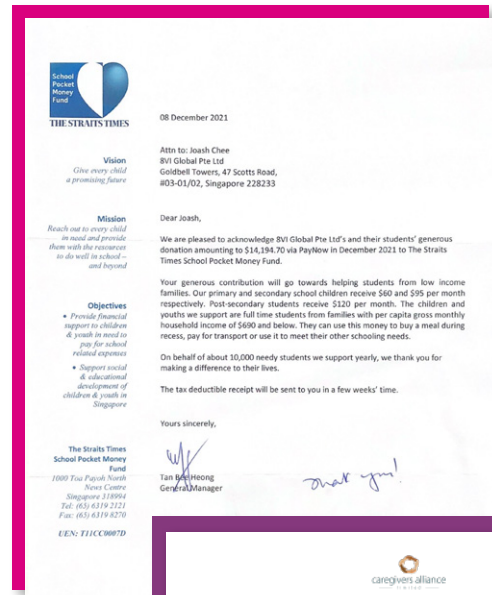 School
Pocket
Money
Fund
THE STRAITS TIMES
Vision
Give every child
a promising future
Mission
Reach out to every child
in need and provide
them with the resources
to do well in school –
and beyond
Objectives
• Provide financial
support to children
& youth in need to
pay for school
related expenses
• Support social
& educational
development of
children & youth in
Singapore
The Straits Times
School Pocket Money
Fund
1000 Toa Payoh North
News Centre
Singapore 318994
Tel: (65) 6319 2121
Fax: (65) 6319 8270
UEN: T11CC0007D
08 December 2021
Attn to: Joash Chee
8VI Global Pte Ltd
Goldbell Towers, 47 Scotts Road,
#03-01/02, Singapore 228233
Dear Joash,
We are pleased to acknowledge 8VI Global Pte Ltd's and their students' generous
donation amounting to $14,194.70 via PayNow in December 2021 to The Straits
Times School Pocket Money Fund.
Your generous contribution will go towards helping students from low income
families. Our primary and secondary school children receive $60 and $95 per month
respectively. Post-secondary students receive $120 per month. The children and
youths we support are full time students from families with per capita gross monthly
household income of $690 and below. They can use this money to buy a meal during
recess, pay for transport or use it to meet their other schooling needs.
On behalf of about 10,000 needy students we support yearly, we thank you for
making a difference to their lives.
The tax deductible receipt will be sent to you in a few weeks' time.
Yours sincerely,
Tan Bee Heong
General Manager
Thank you!
caregivers alliance
limited